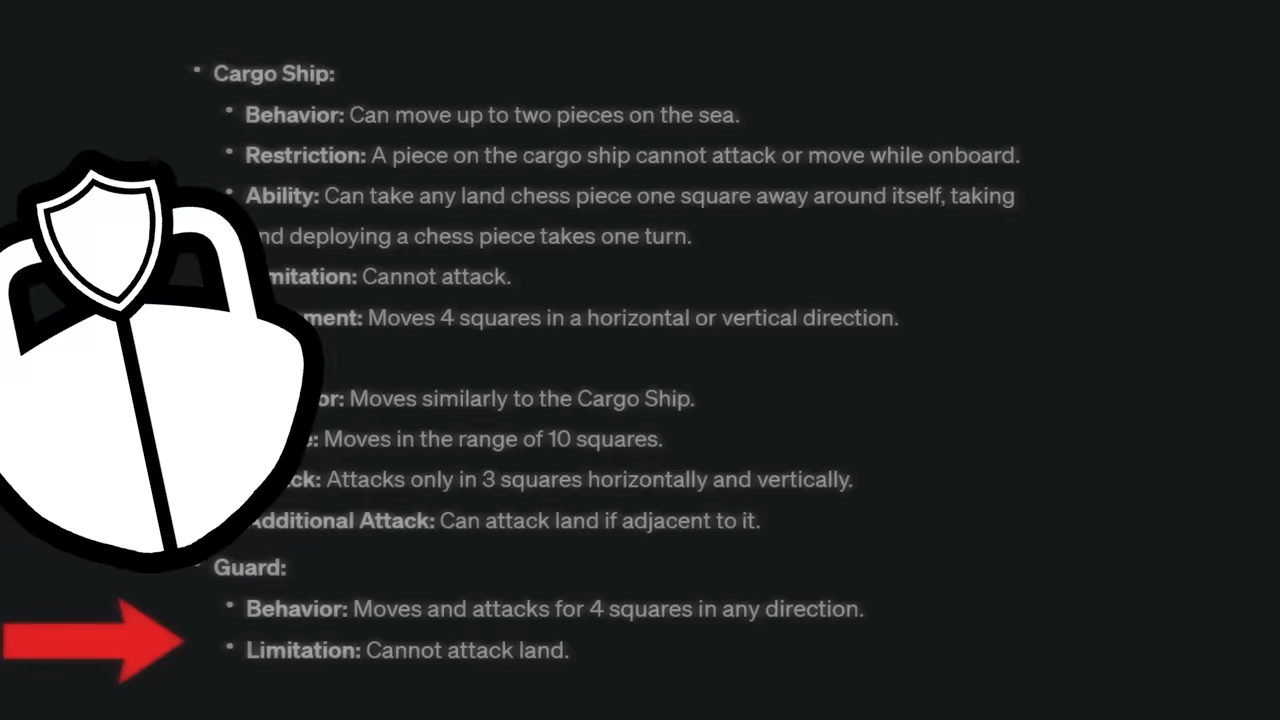 Cargo Ship:
Behavior: Can move up to two pieces on the sea.
Restriction: A piece on the cargo ship cannot attack or move while onboard.
Ability: Can take any land chess piece one square away around itself, taking
deploying a chess piece takes one turn.
Cannot attack.
Moves 4 squares in a horizontal or vertical direction.
Moves similarly to the Cargo Ship.
Moves in the range of 10 squares.
Attacks only in 3 squares horizontally and vertically.
Additional Attack: Can attack land if adjacent to it.
Guard:
Behavior: Moves and attacks for 4 squares in any direction.
Limitation: Cannot attack land.